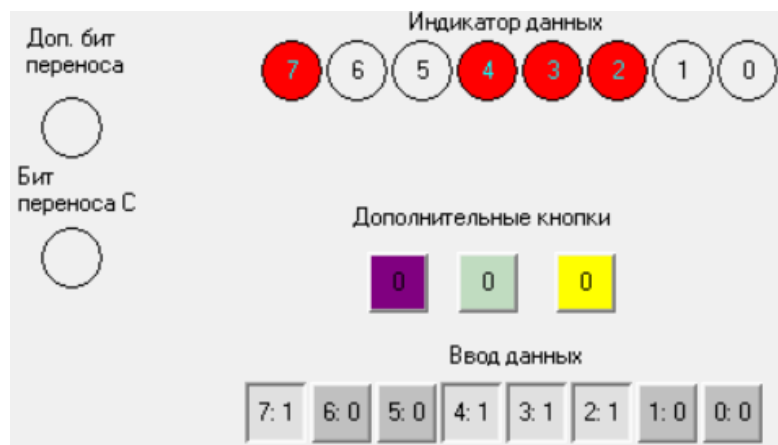 Индикатор данных
Доп. бит
переноса
7 6 5 4 3 2 1 0
Бит
переноса C
Дополнительные кнопки
0 0 0
Ввод данных
7: 1 6: 0 5: 0 4: 1 3: 1 2: 1 1: 0 0: 0